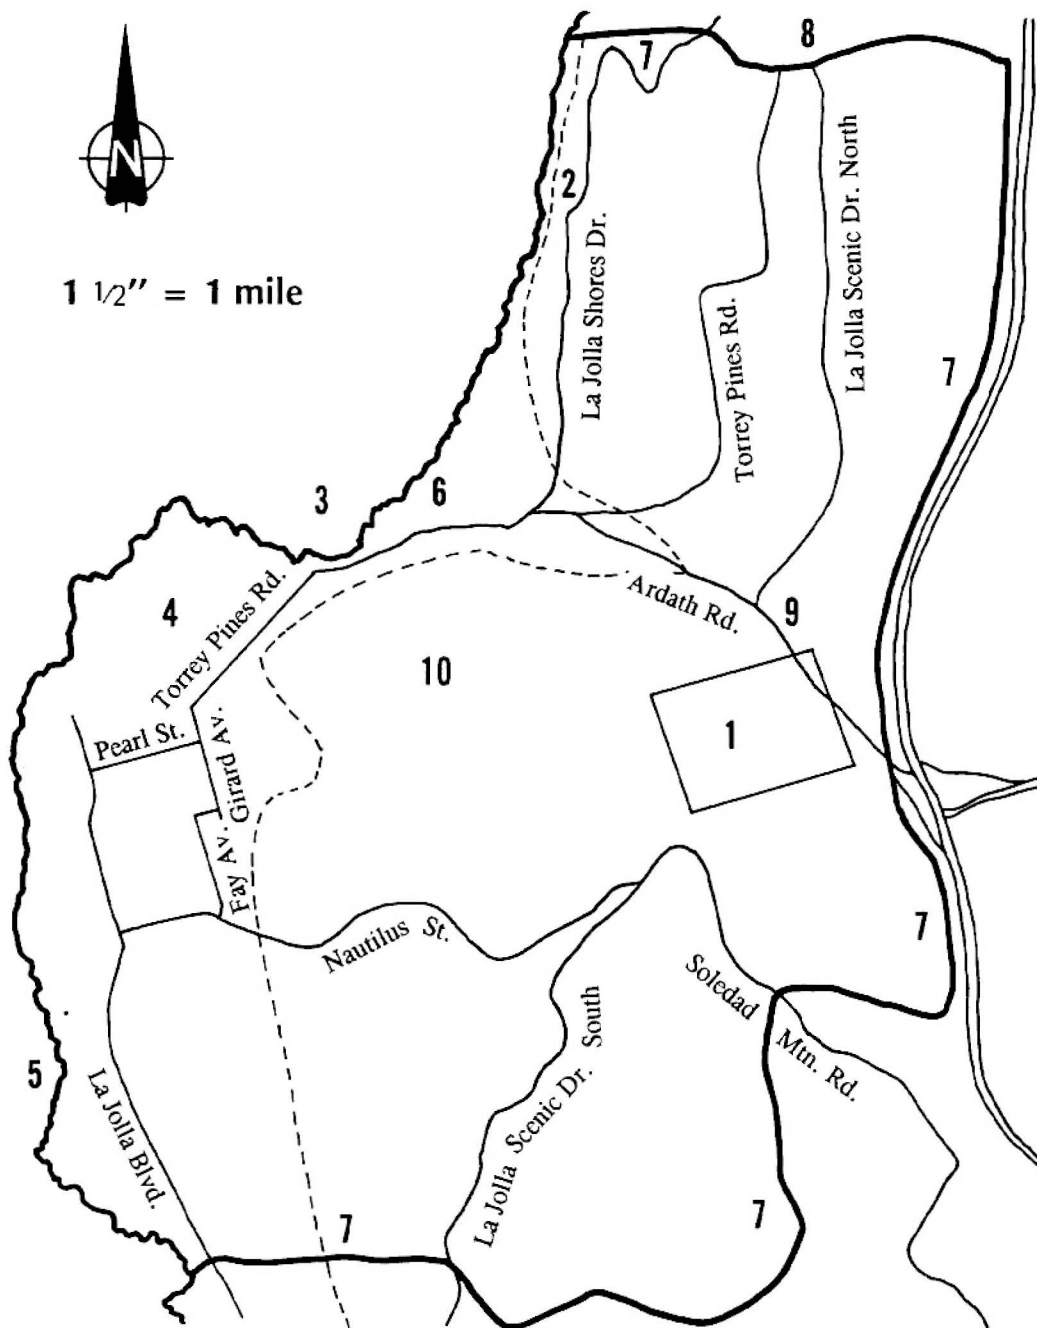 8
7
N
2
La Jolla Shores Dr.
La Jolla Scenic Dr. North
1 1/2″ = 1 mile
Torrey Pines Rd.
7
3
6
4
Torrey Pines Rd.
Ardath Rd.
9
10
Pearl St.
Girard Av.
1
Fay Av.
Nautilus St.
7
Soledad Mtn. Rd.
5
La Jolla Blvd.
La Jolla Scenic Dr. South
7
7